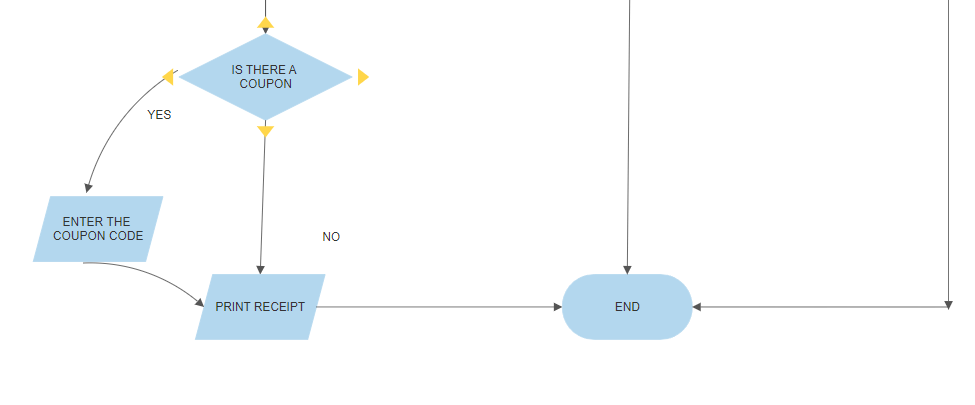 IS THERE A
COUPON
YES
ENTER THE
COUPON CODE
NO
PRINT RECEIPT
END